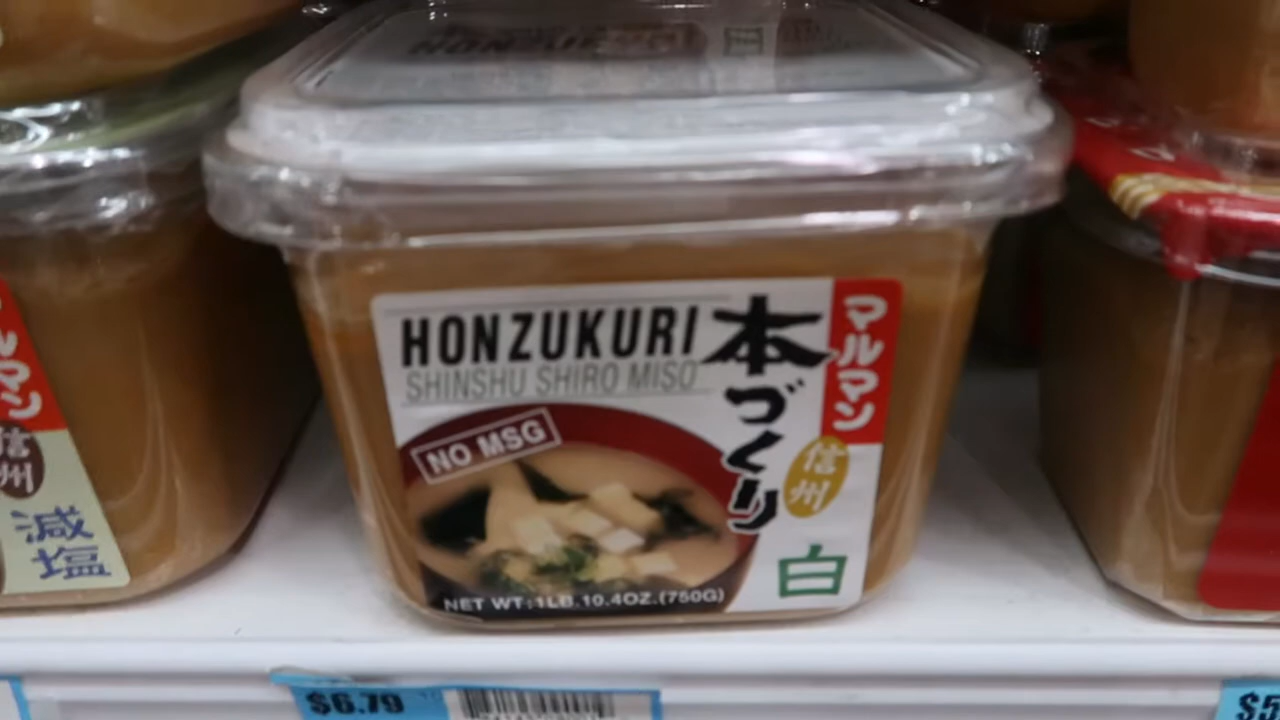 HONZUKURI
SHINSHU SHIRO MISO
NO MSG
本づくり
マルマン
信州
白
NET WT:1LB.10.4OZ.(750G)
ルマン
信州
減塩
$6.79
$5